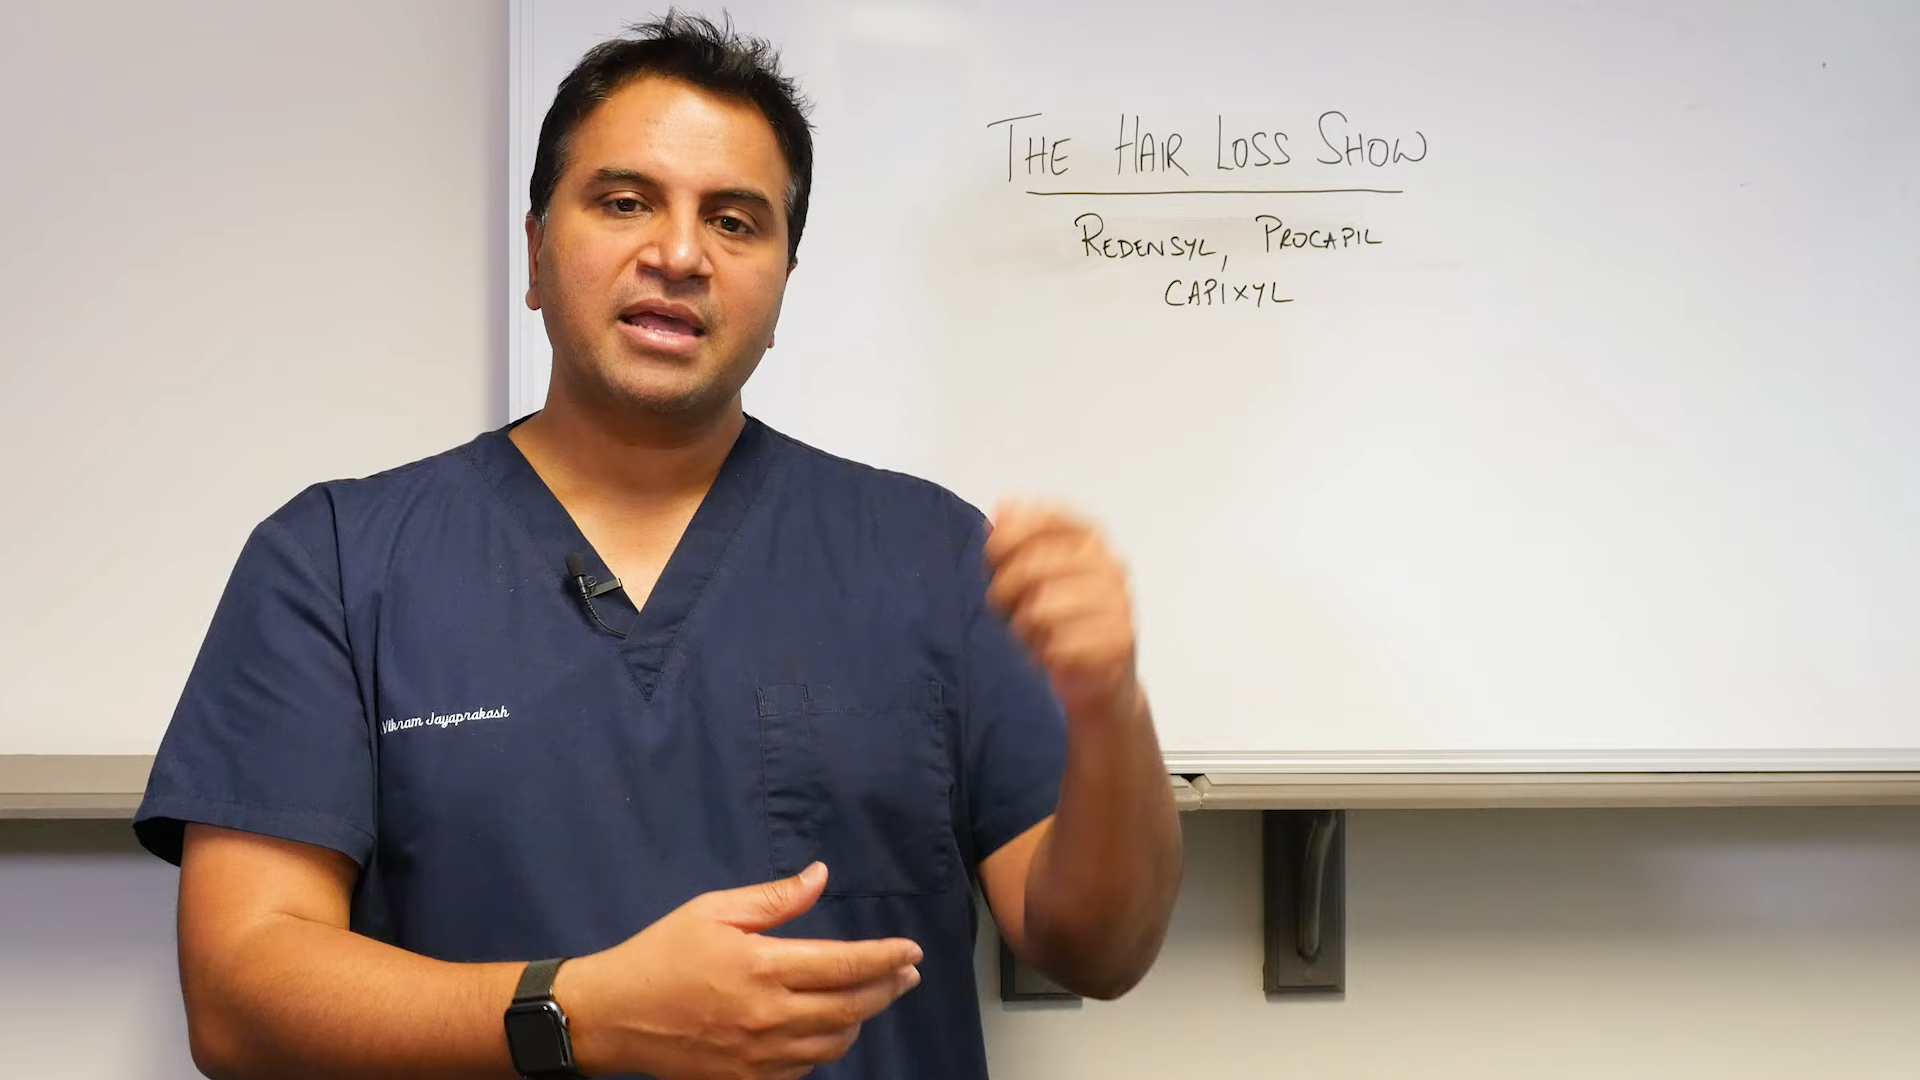 THE HAIR LOSS SHOW
REDENSYL, PROCAPIL
CAPIXYL
Vikram Jayaprakash